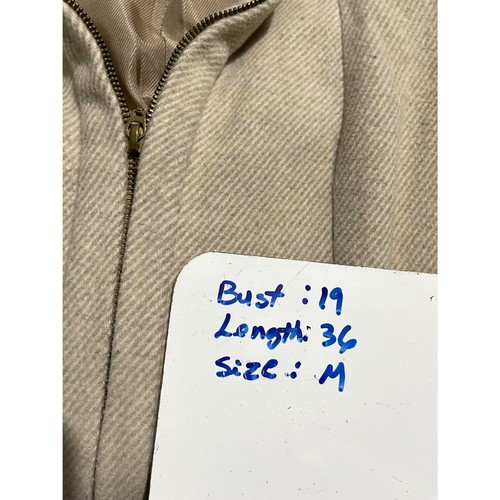 Bust : 19
Length: 36
Size : M